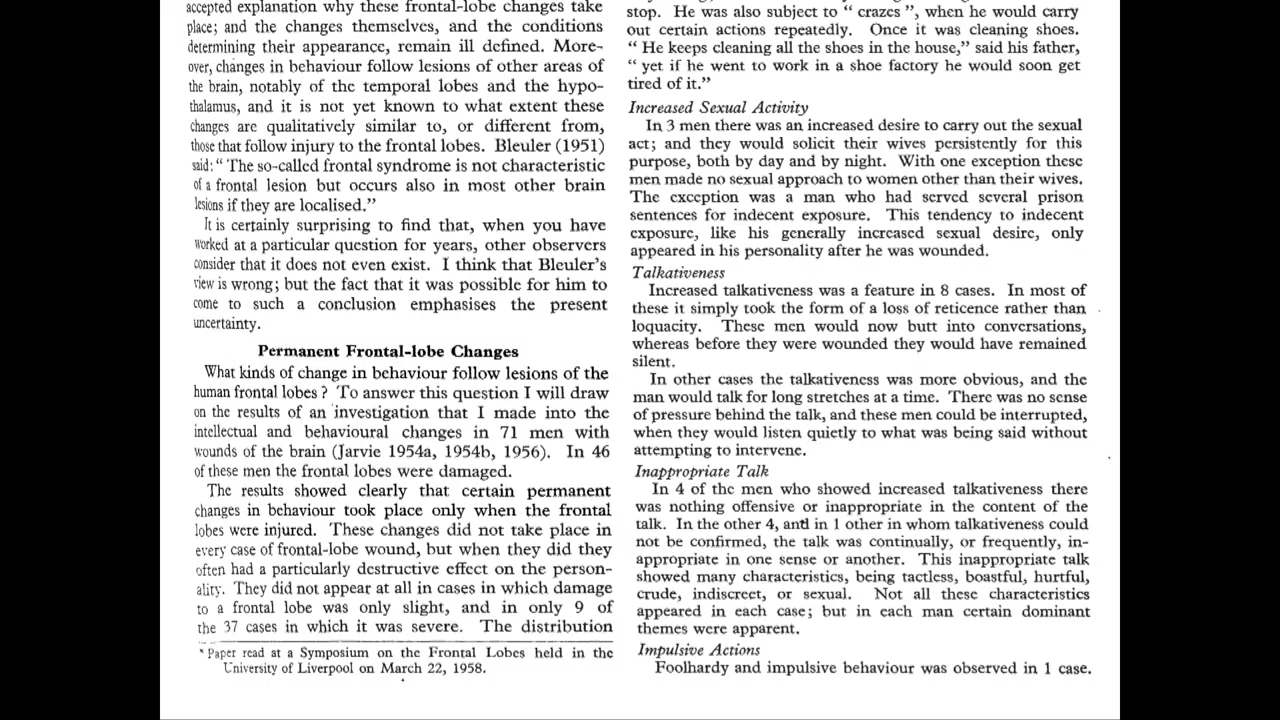 accepted explanation why these frontal-lobe changes take
place; and the changes themselves, and the conditions
determining their appearance, remain ill defined. More-
over, changes in behaviour follow lesions of other areas of
the brain, notably of the temporal lobes and the hypo-
thalamus, and it is not yet known to what extent these
changes are qualitatively similar to, or different from,
those that follow injury to the frontal lobes. Bleuler (1951)
said: “ The so-called frontal syndrome is not characteristic
of a frontal lesion but occurs also in most other brain
lesions if they are localised.”
It is certainly surprising to find that, when you have
worked at a particular question for years, other observers
consider that it does not even exist. I think that Bleuler’s
view is wrong; but the fact that it was possible for him to
come to such a conclusion emphasises the present
uncertainty.
Permanent Frontal-lobe Changes
What kinds of change in behaviour follow lesions of the
human frontal lobes ? To answer this question I will draw
on the results of an investigation that I made into the
intellectual and behavioural changes in 71 men with
wounds of the brain (Jarvie 1954a, 1954b, 1956). In 46
of these men the frontal lobes were damaged.
The results showed clearly that certain permanent
changes in behaviour took place only when the frontal
lobes were injured. These changes did not take place in
every case of frontal-lobe wound, but when they did they
often had a particularly destructive effect on the person-
ality. They did not appear at all in cases in which damage
to a frontal lobe was only slight, and in only 9 of
the 37 cases in which it was severe. The distribution
* Paper read at a Symposium on the Frontal Lobes held in the
University of Liverpool on March 22, 1958.
stop. He was also subject to “ crazes ”, when he would carry
out certain actions repeatedly. Once it was cleaning shoes.
“ He keeps cleaning all the shoes in the house,” said his father,
“ yet if he went to work in a shoe factory he would soon get
tired of it.”
Increased Sexual Activity
In 3 men there was an increased desire to carry out the sexual
act; and they would solicit their wives persistently for this
purpose, both by day and by night. With one exception these
men made no sexual approach to women other than their wives.
The exception was a man who had served several prison
sentences for indecent exposure. This tendency to indecent
exposure, like his generally increased sexual desire, only
appeared in his personality after he was wounded.
Talkativeness
Increased talkativeness was a feature in 8 cases. In most of
these it simply took the form of a loss of reticence rather than
loquacity. These men would now butt into conversations,
whereas before they were wounded they would have remained
silent.
In other cases the talkativeness was more obvious, and the
man would talk for long stretches at a time. There was no sense
of pressure behind the talk, and these men could be interrupted,
when they would listen quietly to what was being said without
attempting to intervene.
Inappropriate Talk
In 4 of the men who showed increased talkativeness there
was nothing offensive or inappropriate in the content of the
talk. In the other 4, and in 1 other in whom talkativeness could
not be confirmed, the talk was continually, or frequently, in-
appropriate in one sense or another. This inappropriate talk
showed many characteristics, being tactless, boastful, hurtful,
crude, indiscreet, or sexual. Not all these characteristics
appeared in each case; but in each man certain dominant
themes were apparent.
Impulsive Actions
Foolhardy and impulsive behaviour was observed in 1 case.